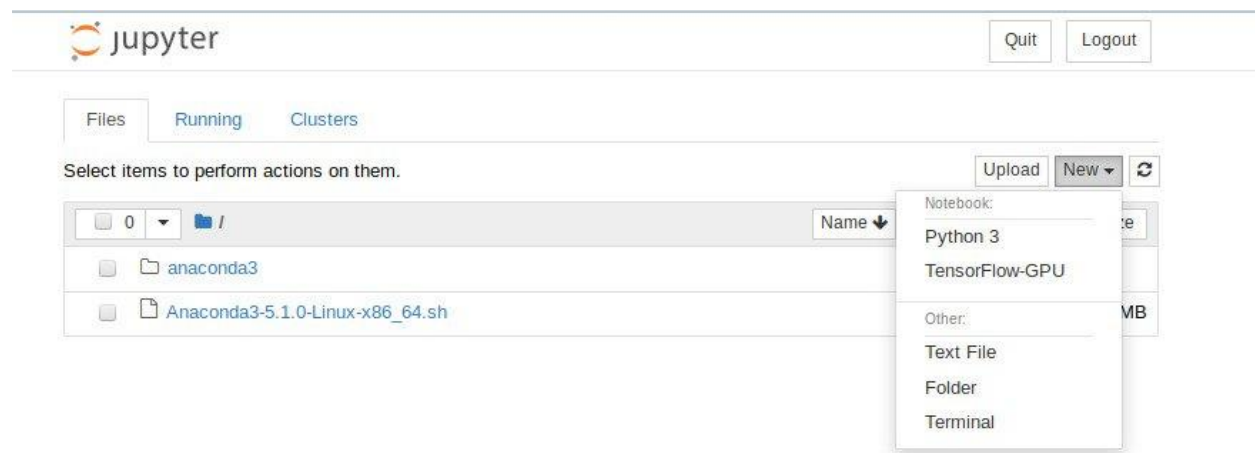 jupyter
Quit Logout
Files Running Clusters
Select items to perform actions on them.
Upload New
0 / Name
Notebook:
Python 3
TensorFlow-GPU
Other:
Text File
Folder
Terminal
anaconda3
Anaconda3-5.1.0-Linux-x86_64.sh MB